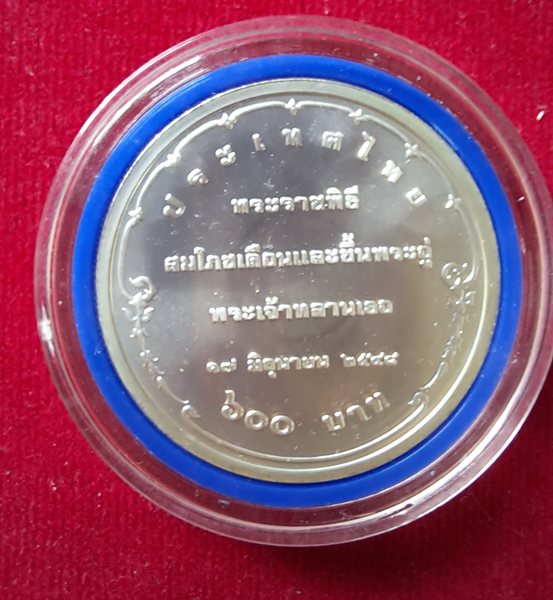 ประเทศไทย
พระราชพิธี
สมโภชเดือนและขึ้นพระอู่
พระเจ้าหลานเธอ
๑๗ มิถุนายน ๒๕๔๘
๖๐๐ บาท